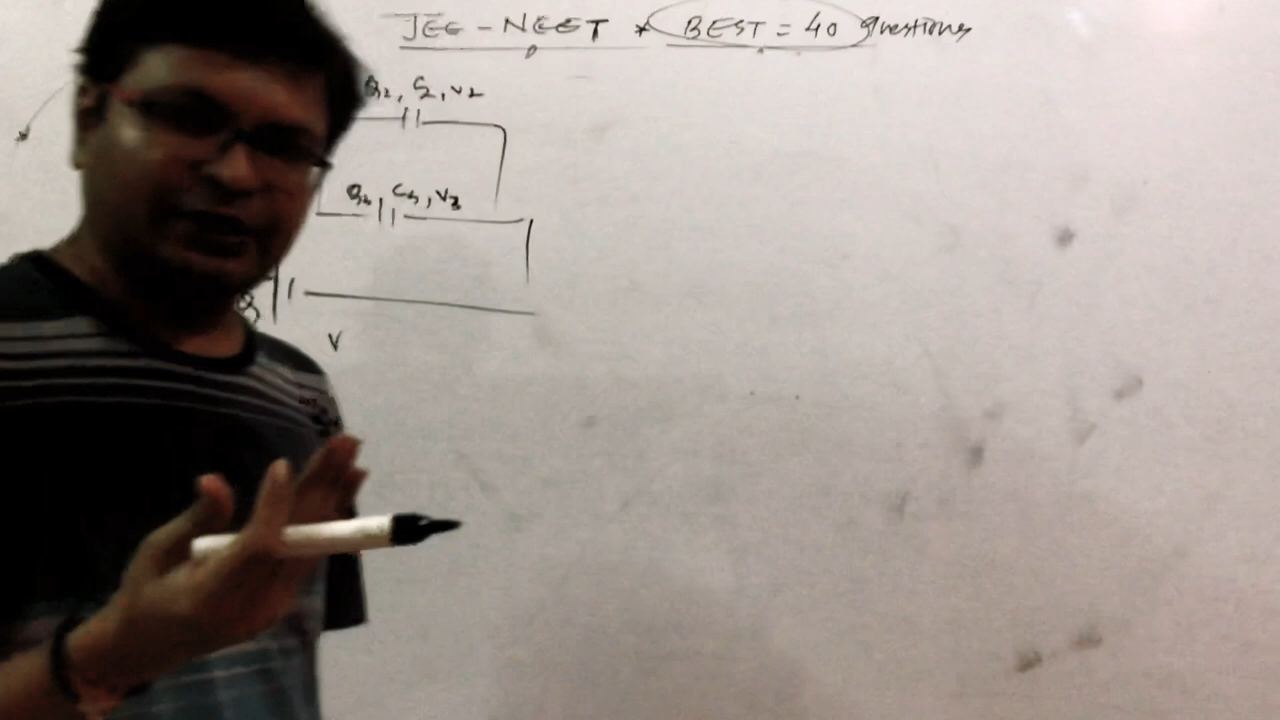 JEE - NEET * BEST = 40 Questions
Q2, C2, V2
Q3, C3, V3
Q
V